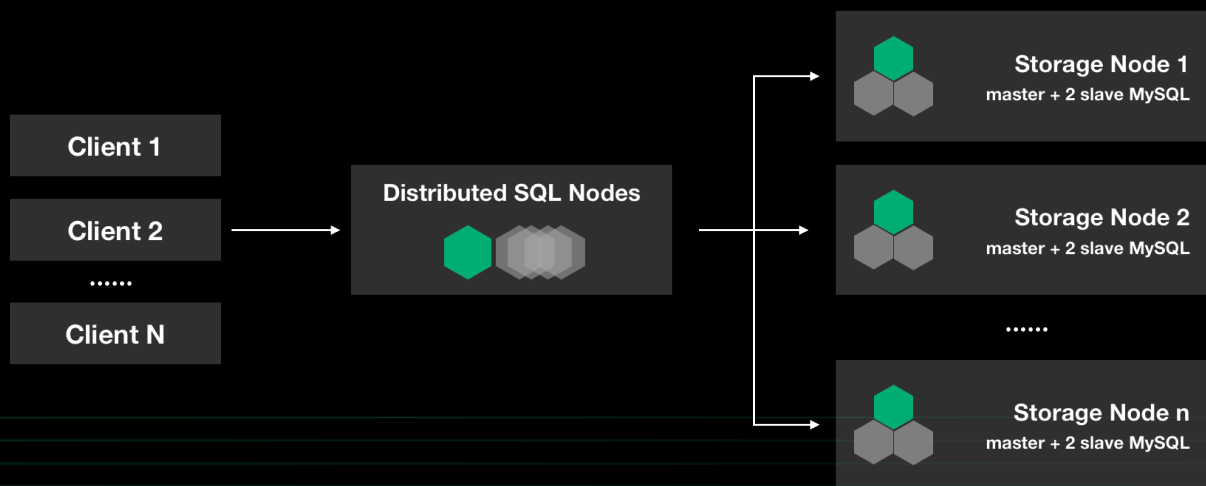 Client 1
Client 2
......
Client N
Distributed SQL Nodes
Storage Node 1
master + 2 slave MySQL
Storage Node 2
master + 2 slave MySQL
......
Storage Node n
master + 2 slave MySQL